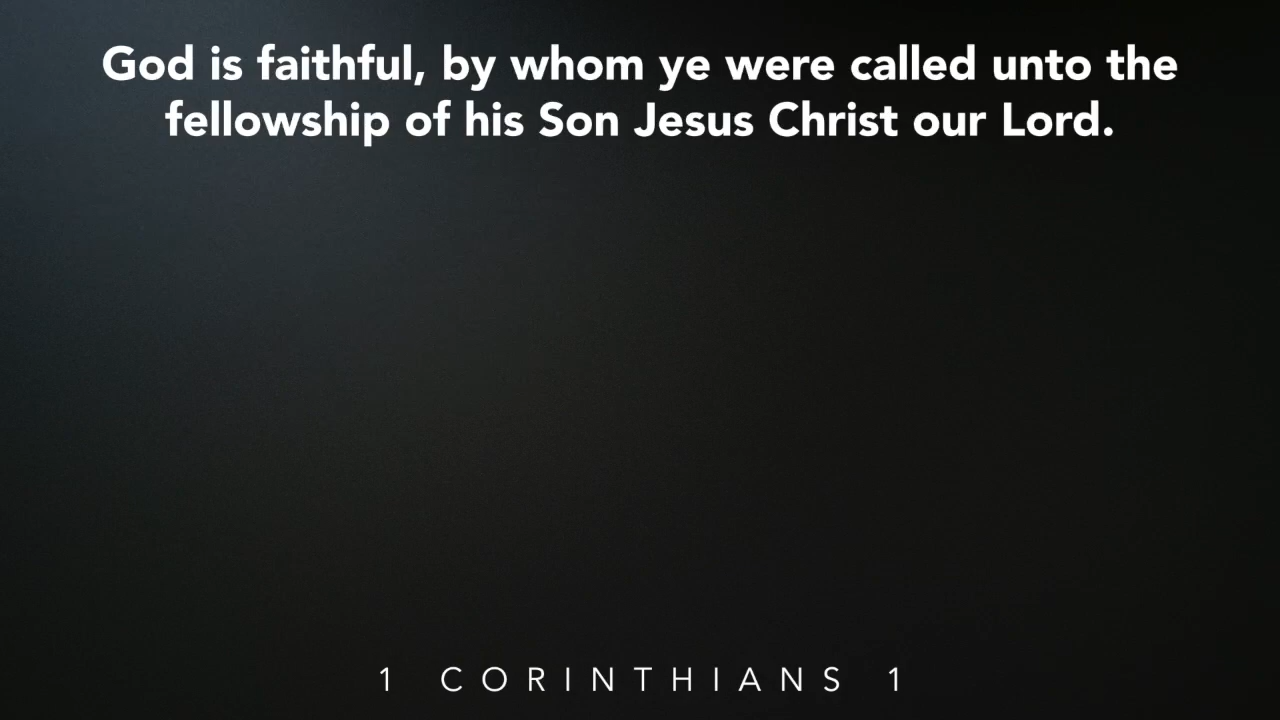 God is faithful, by whom ye were called unto the
fellowship of his Son Jesus Christ our Lord.
1 CORINTHIANS 1